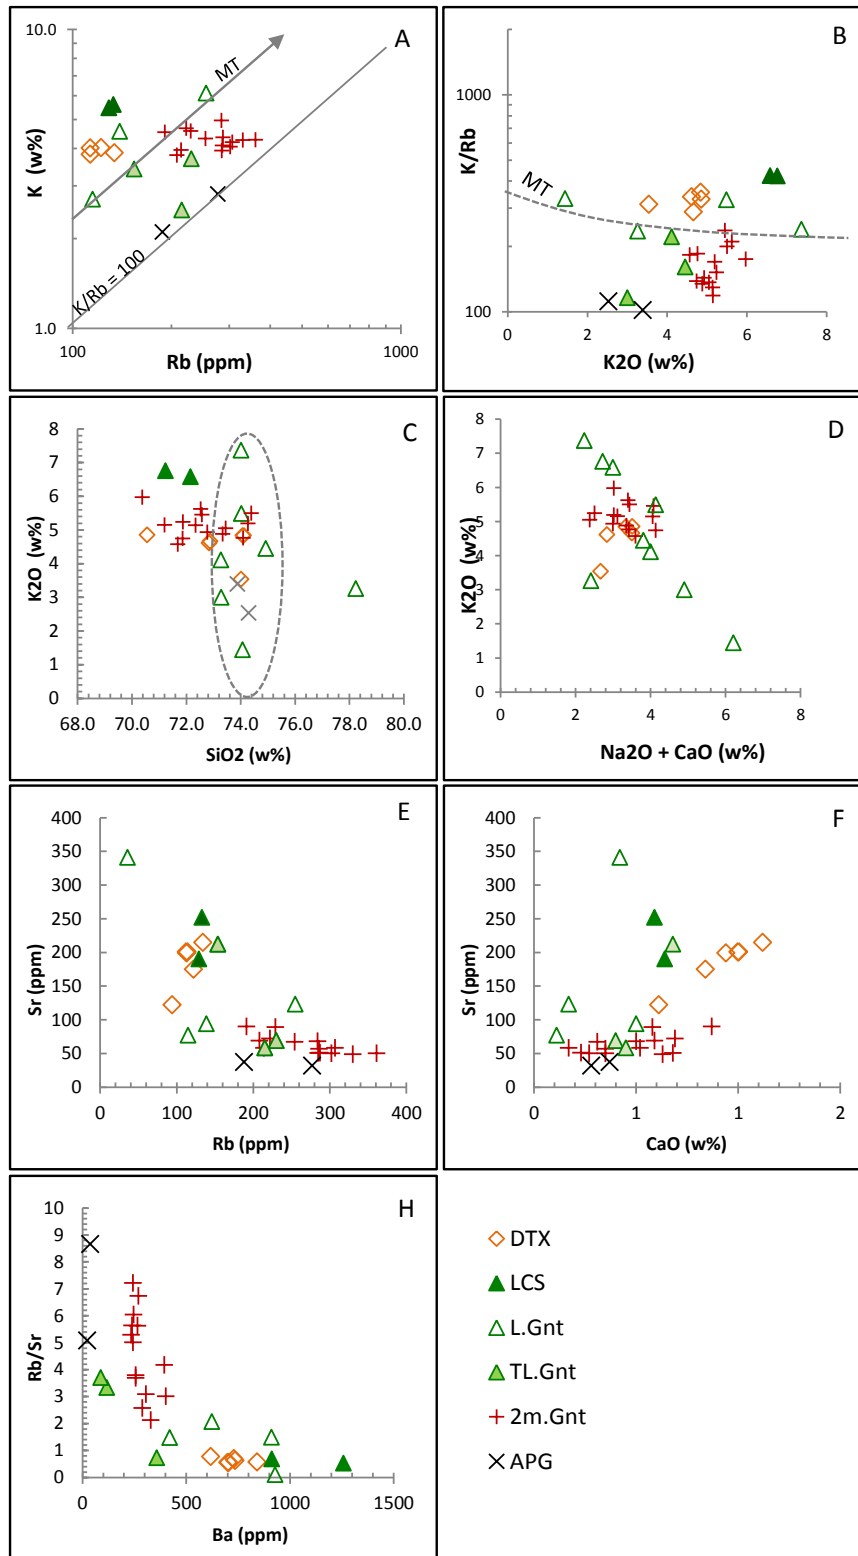 A
10.0
MT
K (w%)
K/Rb = 100
1.0
100
1000
Rb (ppm)
B
1000
K/Rb
MT
100
0 2 4 6 8
K2O (w%)
C
8
7
6
5
4
3
2
1
0
K2O (w%)
68.0 70.0 72.0 74.0 76.0 78.0 80.0
SiO2 (w%)
D
8
7
6
5
4
3
2
1
0
K2O (w%)
0 2 4 6 8
Na2O + CaO (w%)
E
400
350
300
250
200
150
100
50
0
Sr (ppm)
0 100 200 300 400
Rb (ppm)
F
400
350
300
250
200
150
100
50
0
Sr (ppm)
0 1 1 2
CaO (w%)
H
10
9
8
7
6
5
4
3
2
1
0
Rb/Sr
0 500 1000 1500
Ba (ppm)
DTX
LCS
L.Gnt
TL.Gnt
2m.Gnt
APG